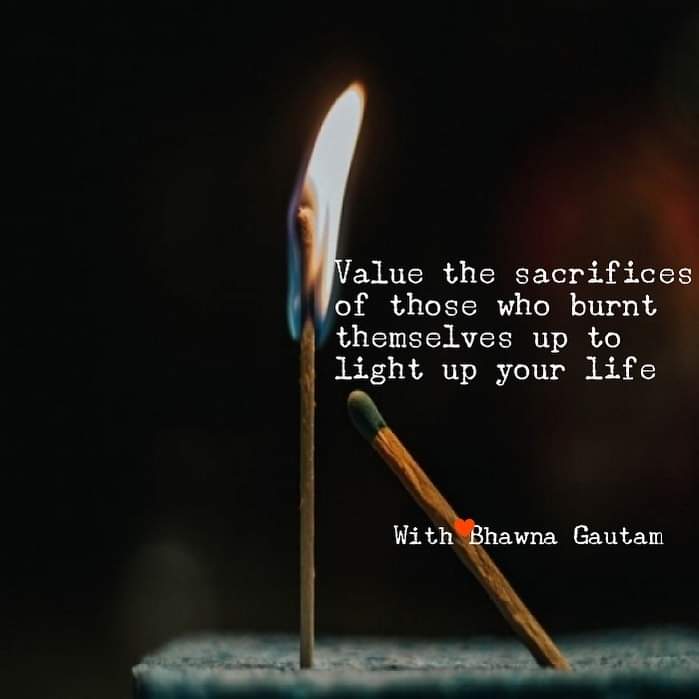 Value the sacrifices
of those who burnt
themselves up to
light up your life
With Bhawna Gautam